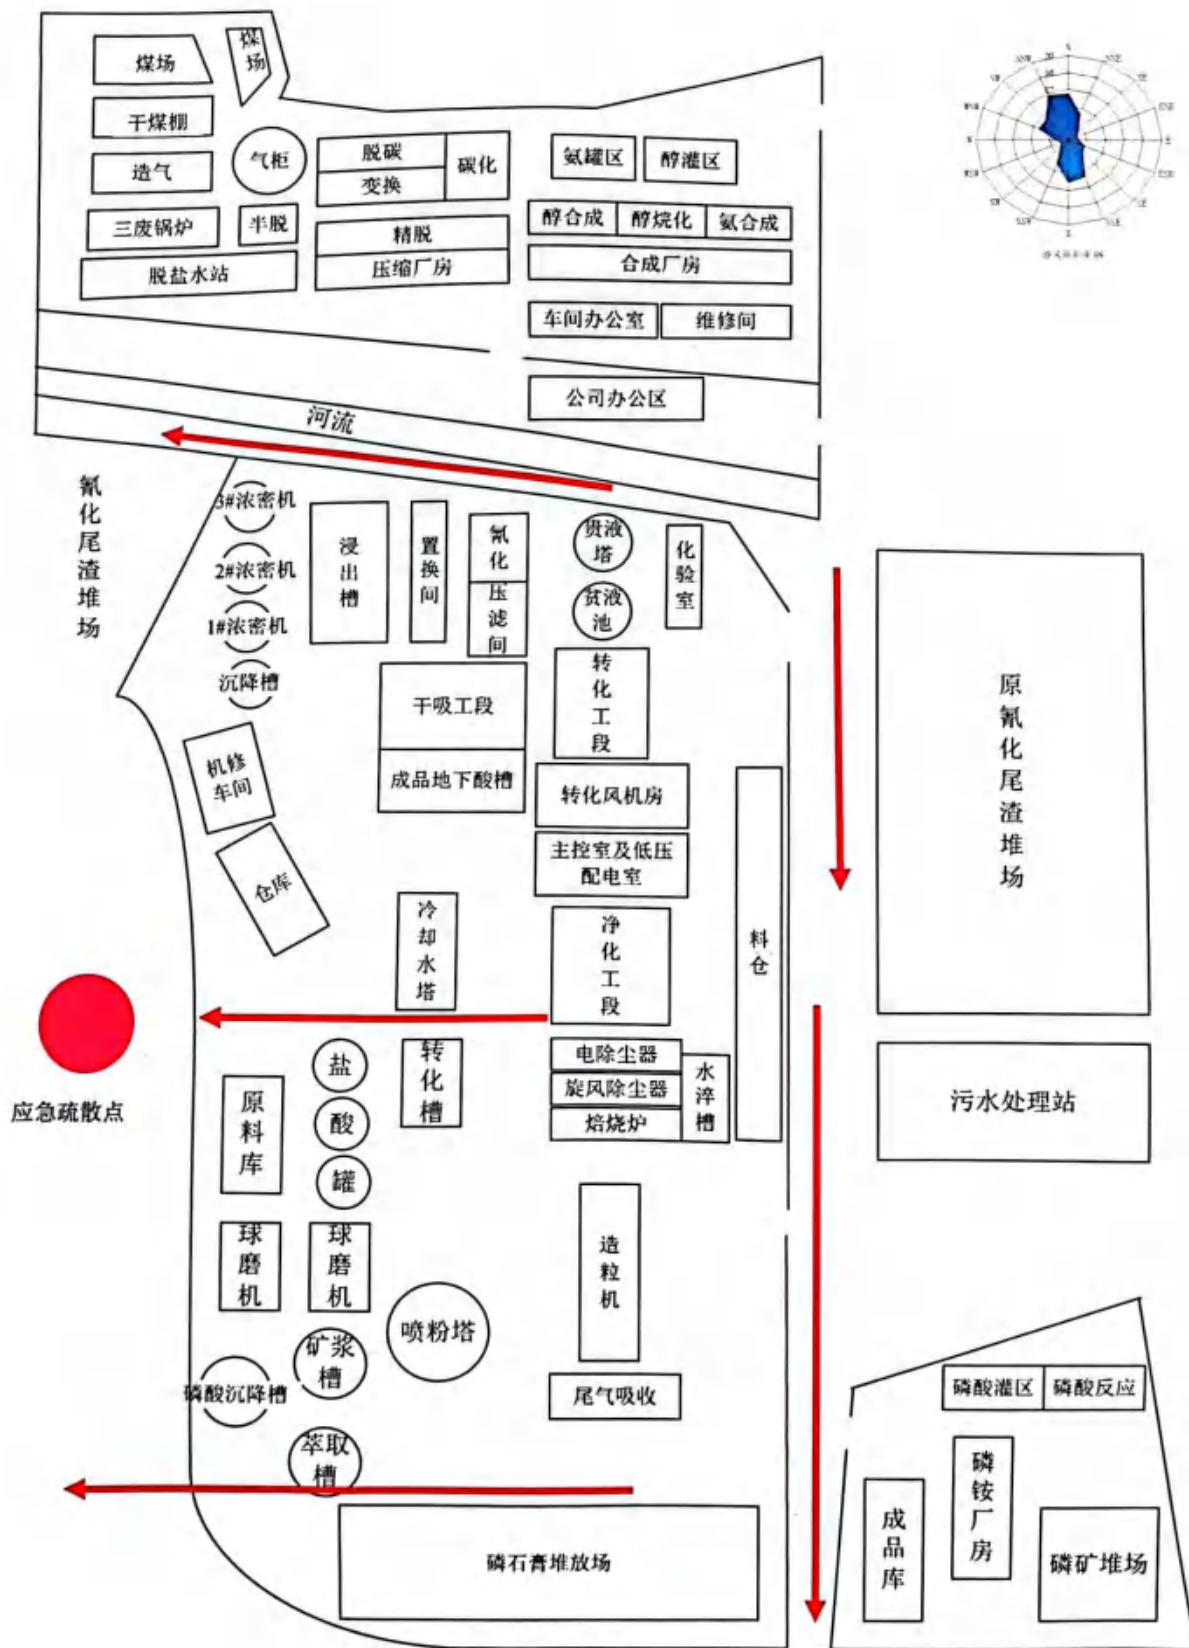 煤场
煤场
干煤棚
造气
气柜
三废锅炉
半脱
脱盐水站
脱碳
变换
碳化
精脱
压缩厂房
氨罐区
醇灌区
醇合成
醇烷化
氨合成
合成厂房
车间办公室
维修间
公司办公区
N
NNE
NE
ENE
E
ESE
SE
SSE
S
SSW
SW
WSW
W
WNW
NW
NNW
河流
氰化尾渣堆场
3#浓密机
2#浓密机
1#浓密机
沉降槽
浸出槽
置换间
氰化
压滤间
贵液
塔
贫液
池
化验室
干吸工段
成品地下酸槽
转化工段
转化风机房
主控室及低压
配电室
机修
车间
仓库
冷却水塔
净化工段
料仓
原氰化尾渣堆场
污水处理站
应急疏散点
电除尘器
旋风除尘器
焙烧炉
水淬槽
盐
酸
罐
转化槽
原料库
球磨机
球磨机
造粒机
喷粉塔
矿浆
槽
磷酸沉降槽
尾气吸收
萃取
槽
磷石膏堆放场
磷酸灌区
磷酸反应
磷铵厂房
成品库
磷矿堆场